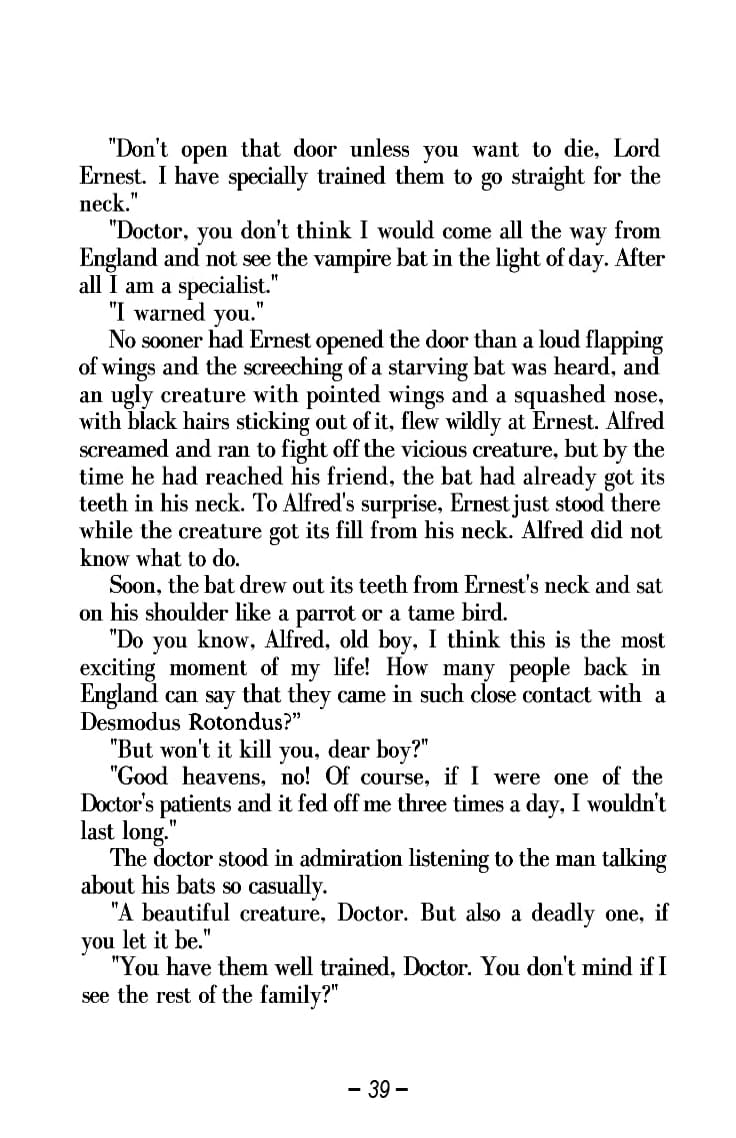 "Don't open that door unless you want to die, Lord
Ernest. I have specially trained them to go straight for the
neck."
"Doctor, you don't think I would come all the way from
England and not see the vampire bat in the light of day. After
all I am a specialist."
"I warned you."
No sooner had Ernest opened the door than a loud flapping
of wings and the screeching of a starving bat was heard, and
an ugly creature with pointed wings and a squashed nose,
with black hairs sticking out of it, flew wildly at Ernest. Alfred
screamed and ran to fight off the vicious creature, but by the
time he had reached his friend, the bat had already got its
teeth in his neck. To Alfred's surprise, Ernest just stood there
while the creature got its fill from his neck. Alfred did not
know what to do.
Soon, the bat drew out its teeth from Ernest's neck and sat
on his shoulder like a parrot or a tame bird.
"Do you know, Alfred, old boy, I think this is the most
exciting moment of my life! How many people back in
England can say that they came in such close contact with a
Desmodus Rotondus?”
"But won't it kill you, dear boy?"
"Good heavens, no! Of course, if I were one of the
Doctor's patients and it fed off me three times a day, I wouldn't
last long."
The doctor stood in admiration listening to the man talking
about his bats so casually.
"A beautiful creature, Doctor. But also a deadly one, if
you let it be."
"You have them well trained, Doctor. You don't mind if I
see the rest of the family?"
– 39 –